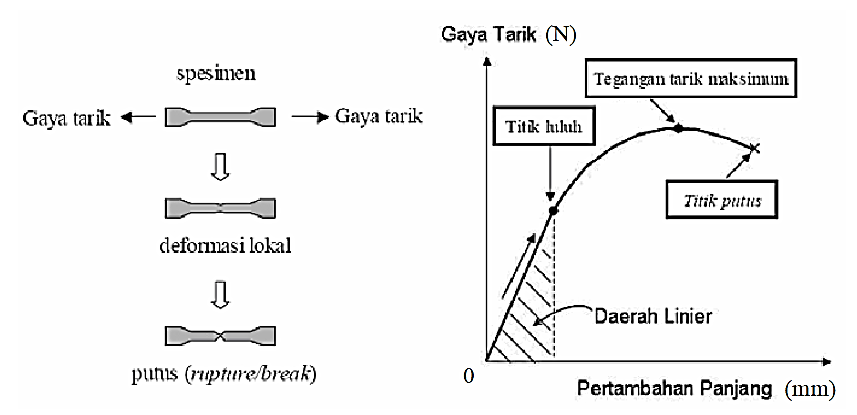 spesimen
Gaya tarik
Gaya tarik
deformasi lokal
putus (rupture/break)
Gaya Tarik (N)
Tegangan tarik maksimum
Titik luluh
Titik putus
Daerah Linier
0
Pertambahan Panjang (mm)